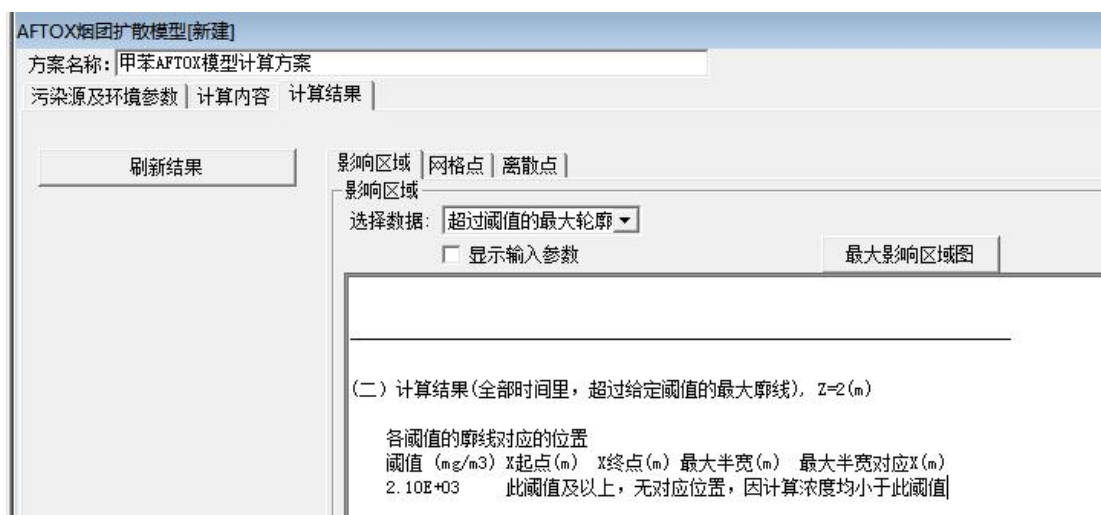 AFTOX烟团扩散模型[新建]
方案名称: 甲苯AFTOX模型计算方案
污染源及环境参数 计算内容 计算结果
刷新结果
影响区域 网格点 离散点
影响区域
选择数据: 超过阈值的最大轮廓
显示输入参数
最大影响区域图
(二) 计算结果(全部时间里，超过给定阈值的最大廓线), Z=2(m)
各阈值的廓线对应的位置
阈值 (mg/m3) X起点(m) X终点(m) 最大半宽(m) 最大半宽对应X(m)
2.10E+03 此阈值及以上，无对应位置，因计算浓度均小于此阈值